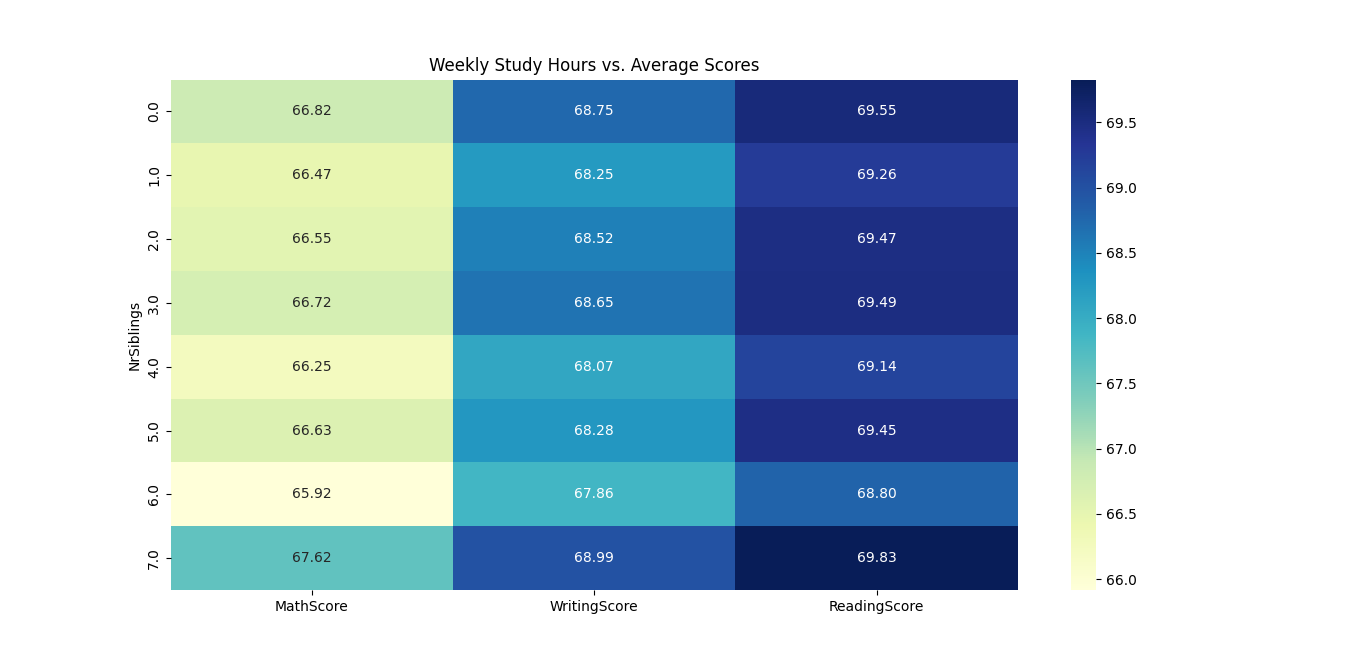 Weekly Study Hours vs. Average Scores
NrSiblings
0.0 66.82 68.75 69.55
1.0 66.47 68.25 69.26
2.0 66.55 68.52 69.47
3.0 66.72 68.65 69.49
4.0 66.25 68.07 69.14
5.0 66.63 68.28 69.45
6.0 65.92 67.86 68.80
7.0 67.62 68.99 69.83
MathScore WritingScore ReadingScore
69.5
69.0
68.5
68.0
67.5
67.0
66.5
66.0